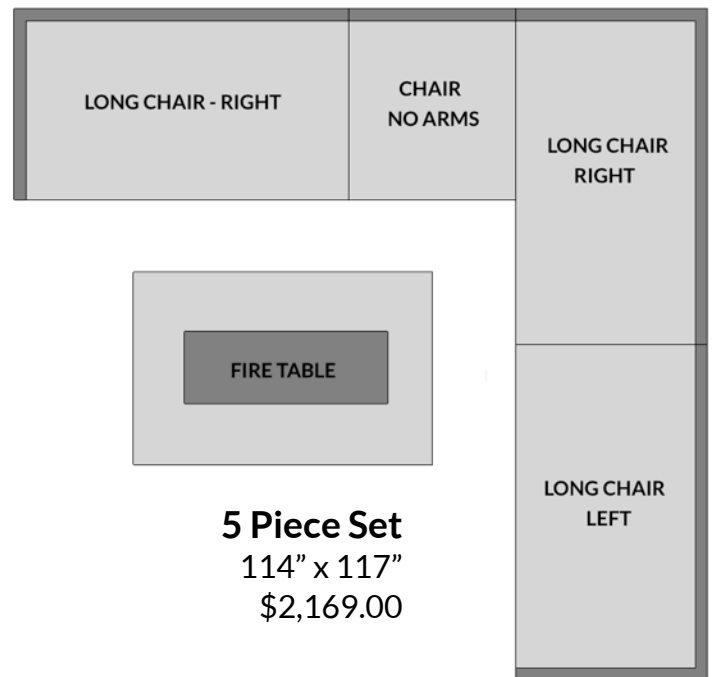 LONG CHAIR - RIGHT
CHAIR
NO ARMS
LONG CHAIR
RIGHT
FIRE TABLE
LONG CHAIR
LEFT
5 Piece Set
114” x 117”
$2,169.00